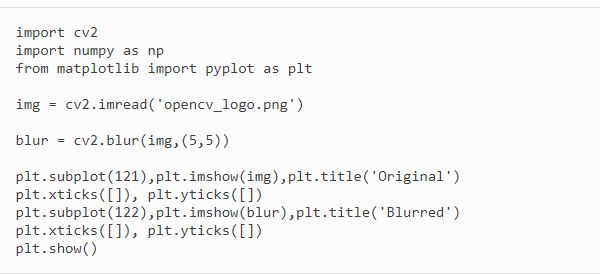 import cv2
import numpy as np
from matplotlib import pyplot as plt
img = cv2.imread('opencv_logo.png')
blur = cv2.blur(img,(5,5))
plt.subplot(121),plt.imshow(img),plt.title('Original')
plt.xticks([]), plt.yticks([])
plt.subplot(122),plt.imshow(blur),plt.title('Blurred')
plt.xticks([]), plt.yticks([])
plt.show()